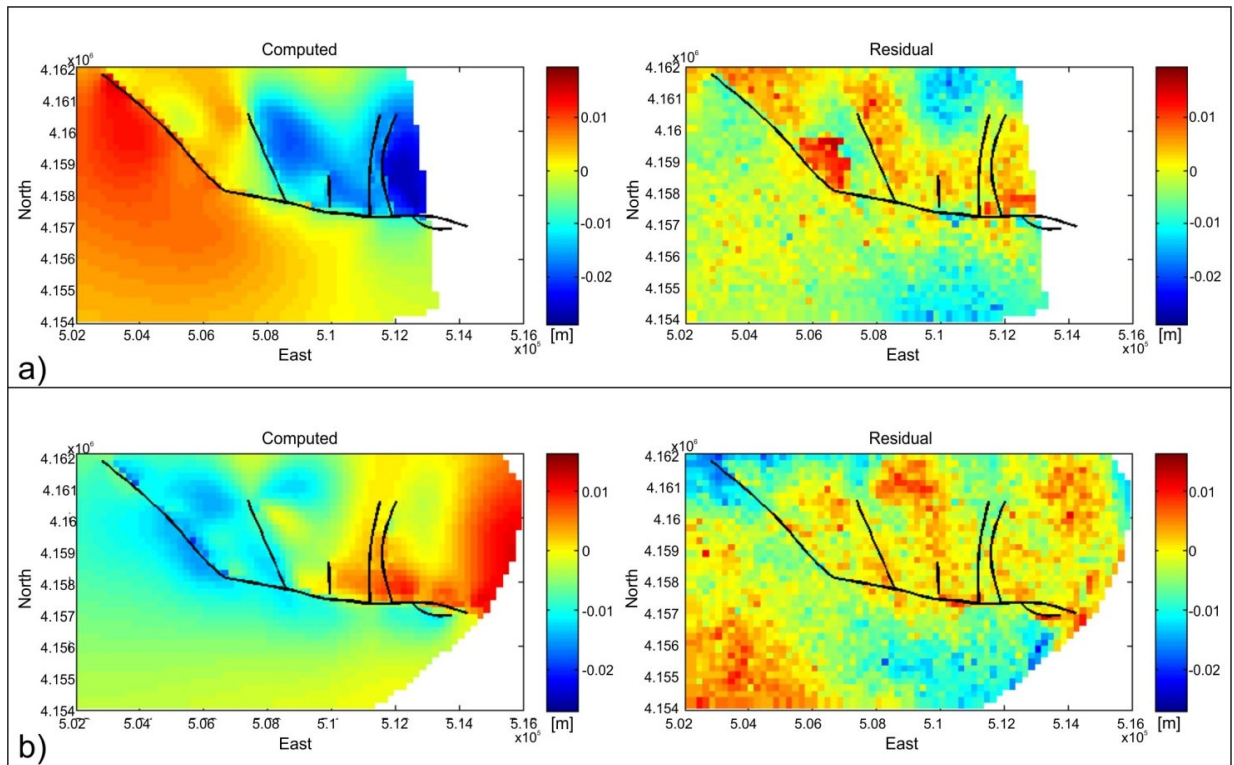 Computed
x10⁶
4.162
4.161
4.16
4.159
4.158
4.157
4.156
4.155
4.154
North
5.02 5.04 5.06 5.08 5.1 5.12 5.14 5.16
x10⁵
East
0.01
0
-0.01
-0.02
[m]
Residual
x10⁶
4.162
4.161
4.16
4.159
4.158
4.157
4.156
4.155
4.154
North
5.02 5.04 5.06 5.08 5.1 5.12 5.14 5.16
x10⁵
East
0.01
0
-0.01
-0.02
[m]
a)
Computed
x10⁶
4.162
4.161
4.16
4.159
4.158
4.157
4.156
4.155
4.154
North
5.02 5.04 5.06 5.08 5.1 5.12 5.14 5.16
x10⁵
East
0.01
0
-0.01
-0.02
[m]
Residual
x10⁶
4.162
4.161
4.16
4.159
4.158
4.157
4.156
4.155
4.154
North
5.02 5.04 5.06 5.08 5.1 5.12 5.14 5.16
x10⁵
East
0.01
0
-0.01
-0.02
[m]
b)